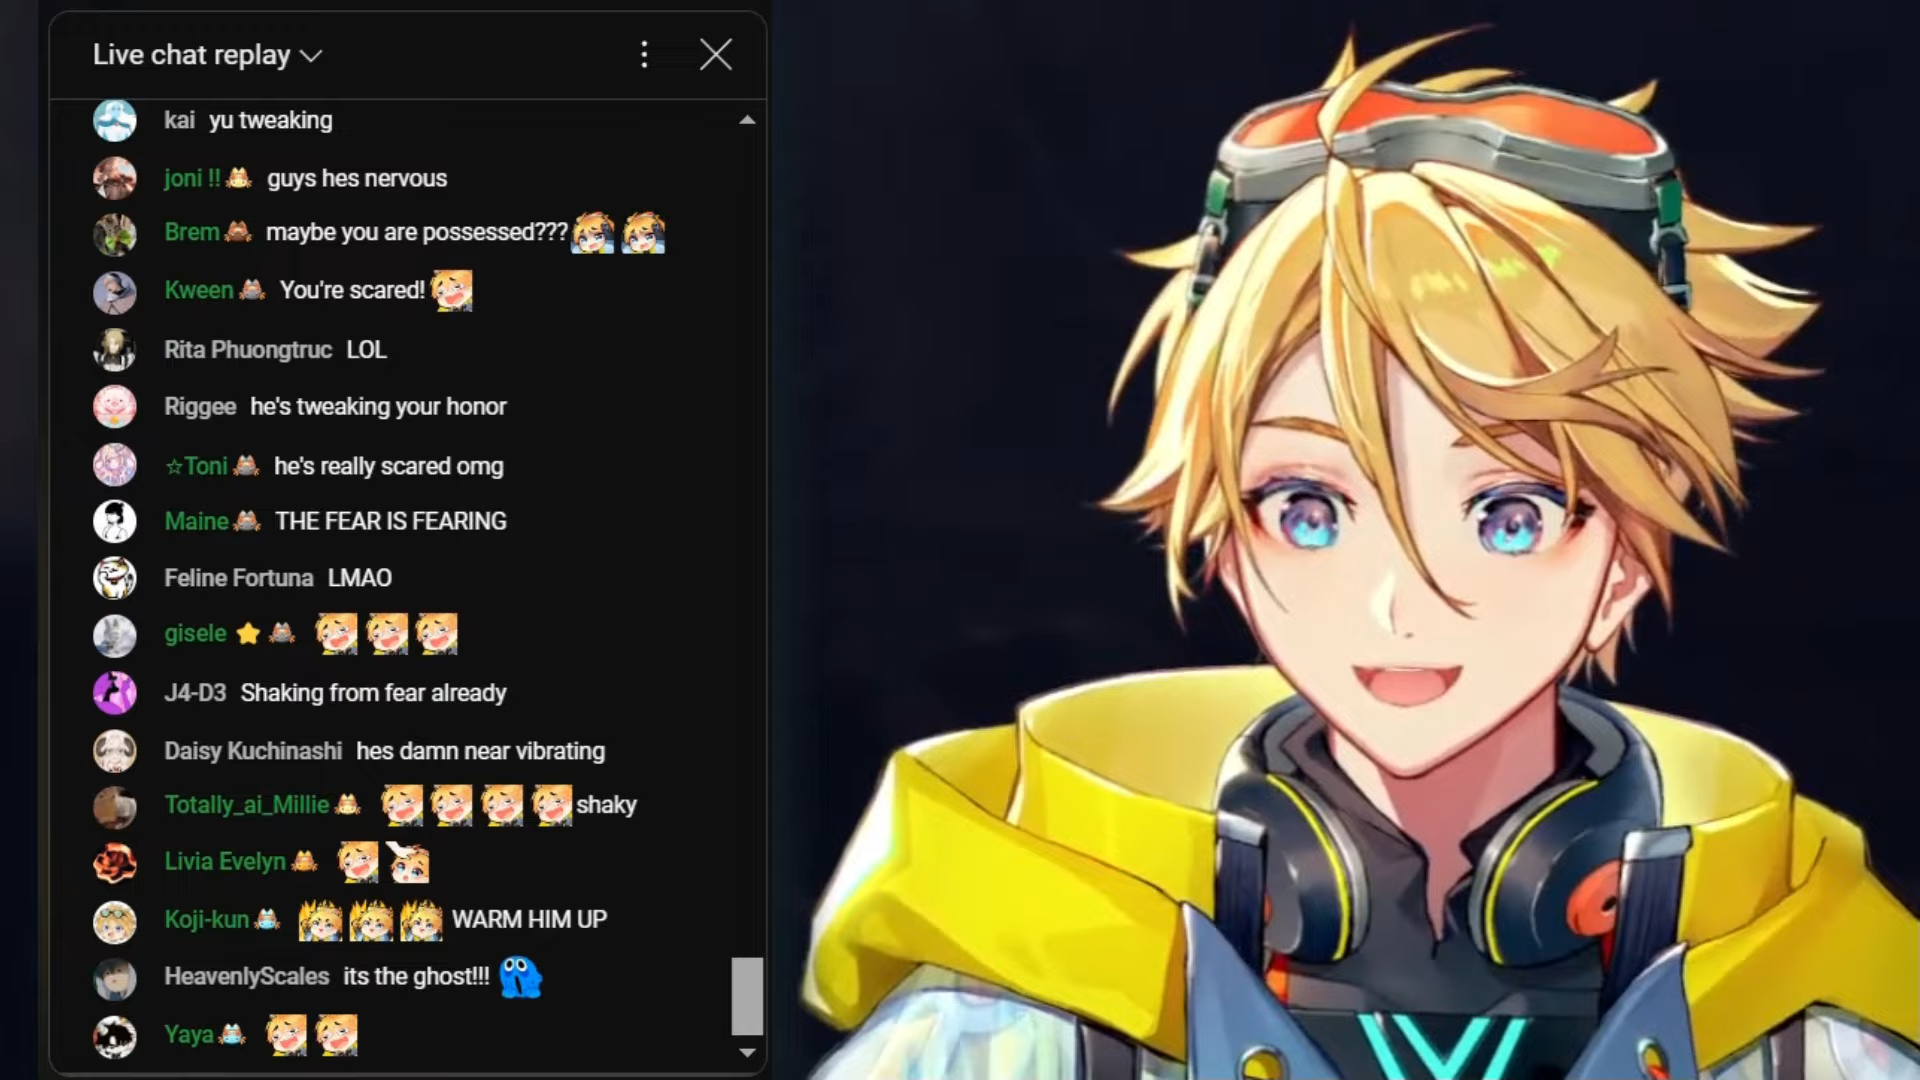 Live chat replay
kai yu tweaking
joni !! guys hes nervous
Brem maybe you are possessed???
Kween You're scared!
Rita Phuongtruc LOL
Riggee he's tweaking your honor
☆Toni he's really scared omg
Maine THE FEAR IS FEARING
Feline Fortuna LMAO
gisele ⭐
J4-D3 Shaking from fear already
Daisy Kuchinashi hes damn near vibrating
Totally_ai_Millie shaky
Livia Evelyn
Koji-kun WARM HIM UP
HeavenlyScales its the ghost!!!
Yaya